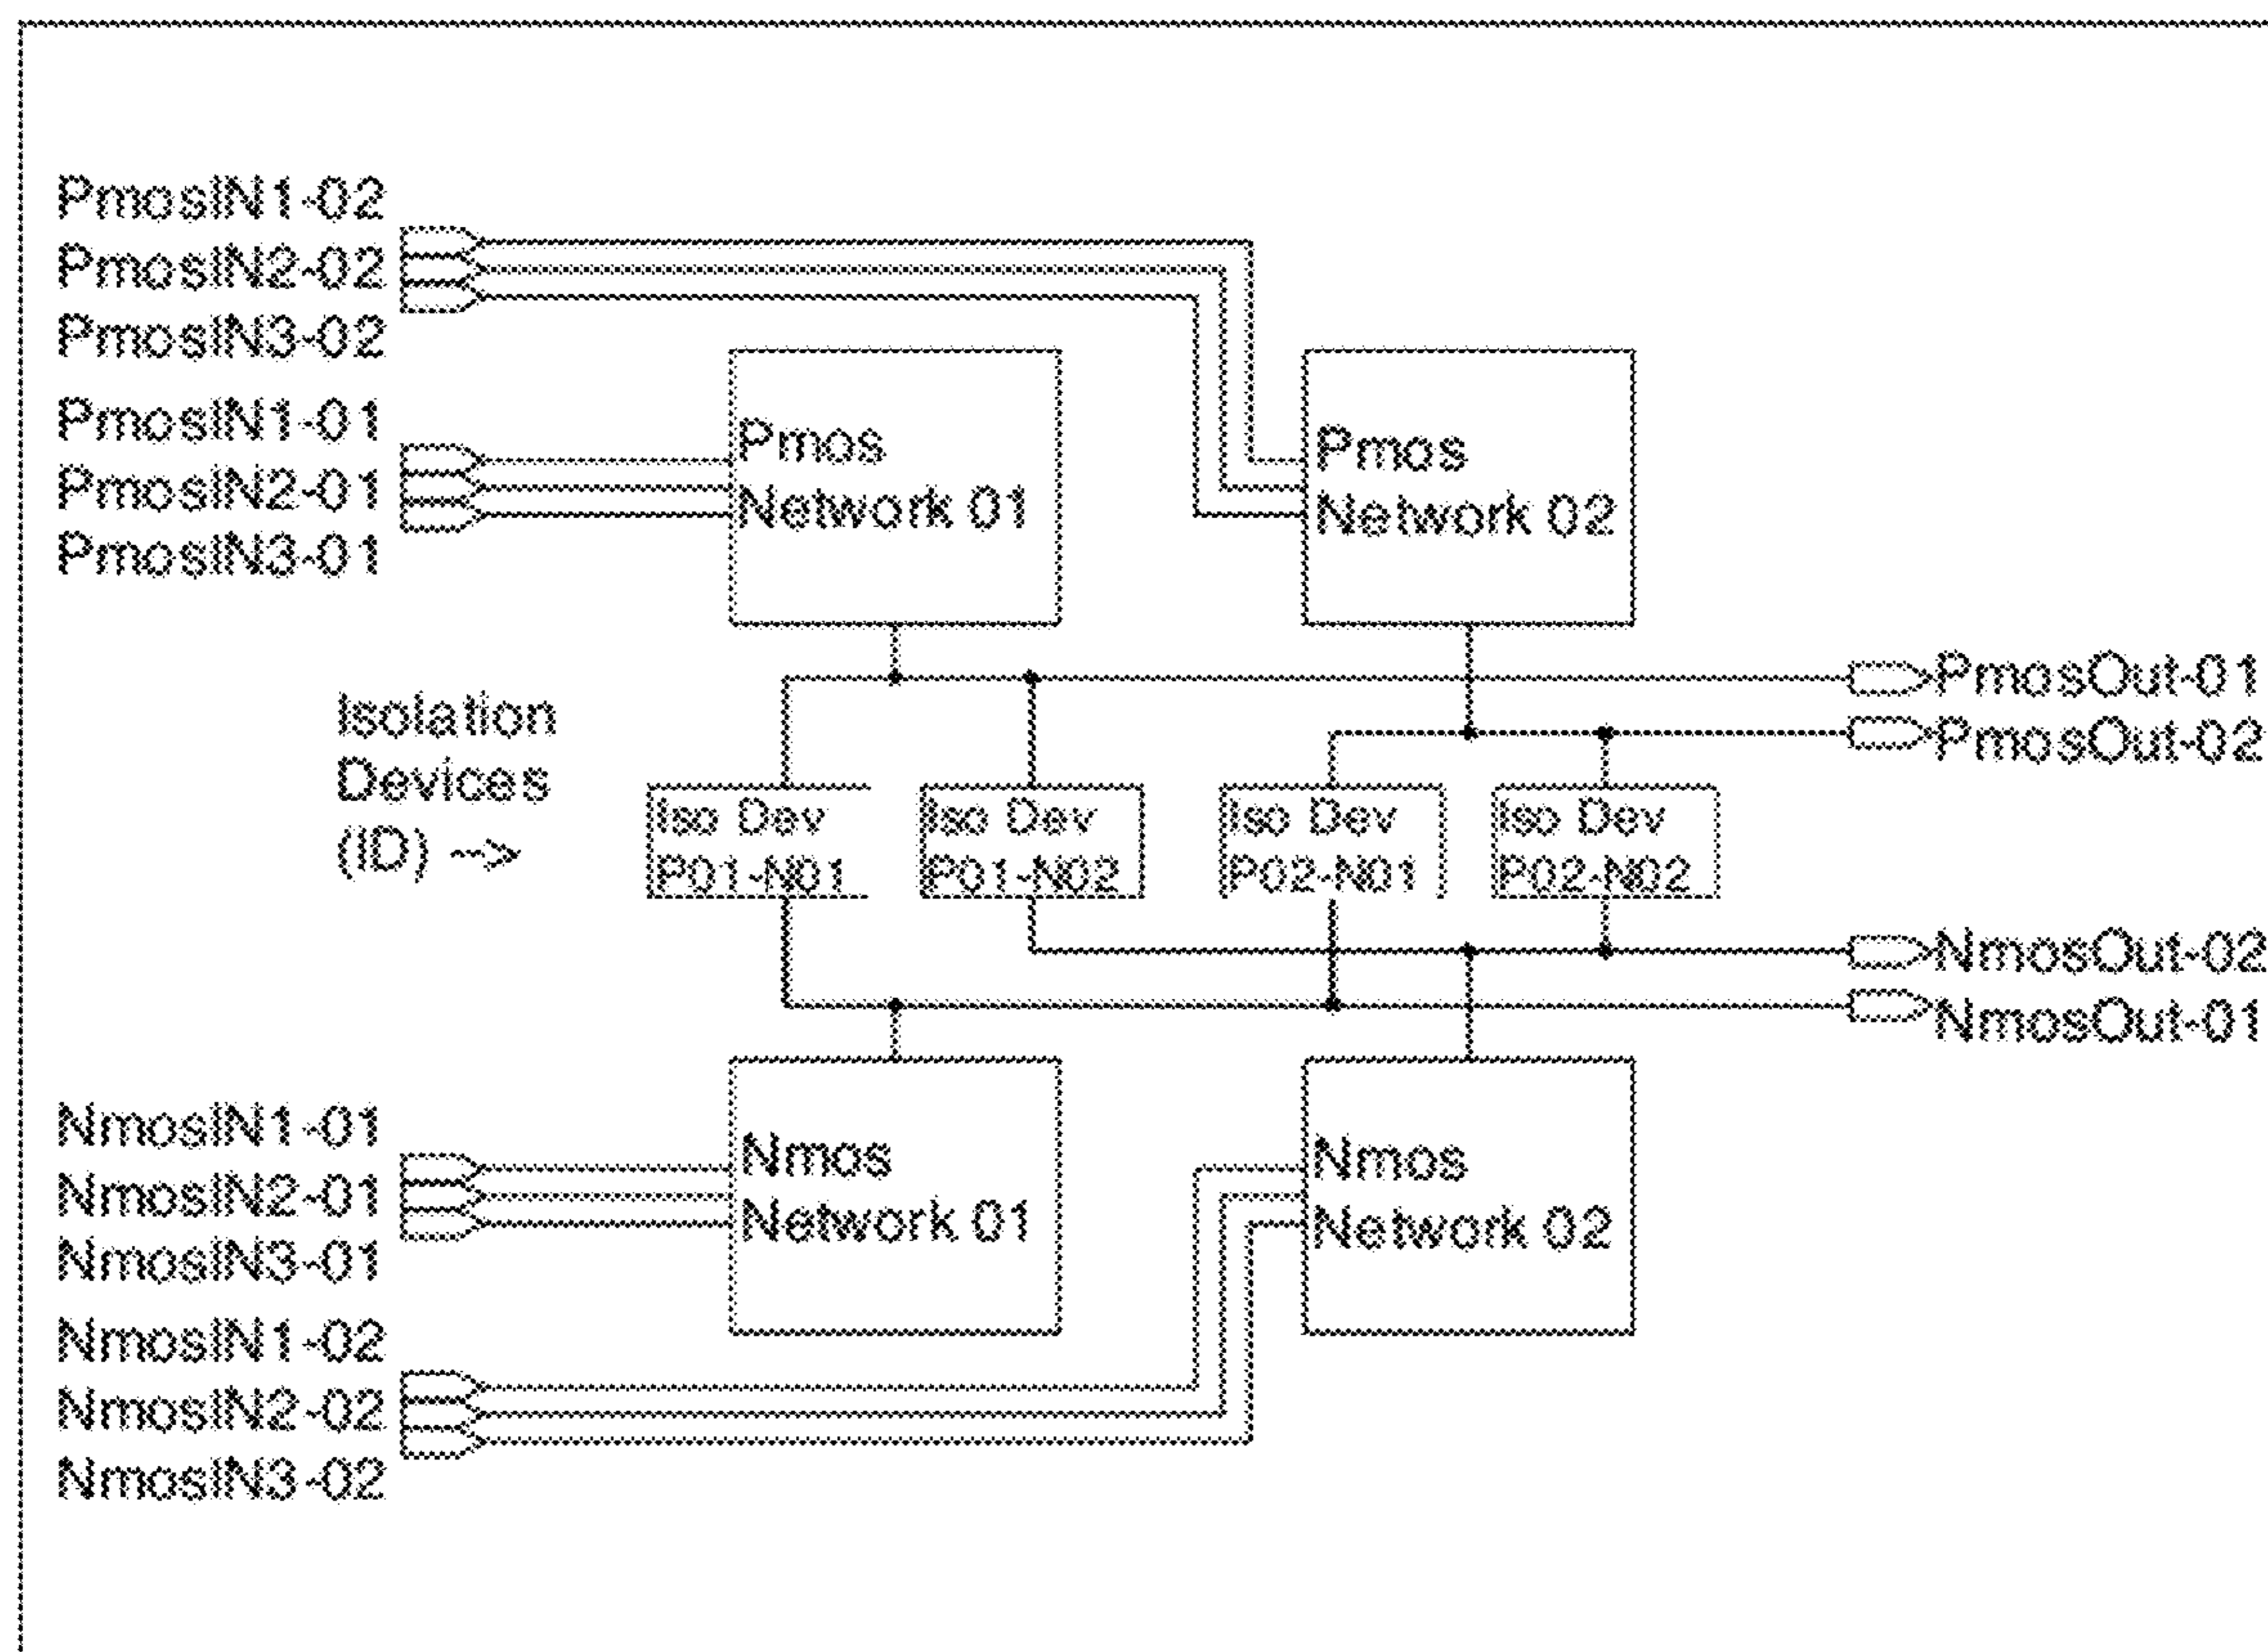 PmosIN1-02
PmosIN2-02
PmosIN3-02
PmosIN1-01
PmosIN2-01
PmosIN3-01
Pmos
Network 01
Pmos
Network 02
Isolation
Devices
(ID) -->
Iso Dev
P01-N01
Iso Dev
P01-N02
Iso Dev
P02-N01
Iso Dev
P02-N02
PmosOut-01
PmosOut-02
NmosOut-02
NmosOut-01
NmosIN1-01
NmosIN2-01
NmosIN3-01
Nmos
Network 01
Nmos
Network 02
NmosIN1-02
NmosIN2-02
NmosIN3-02